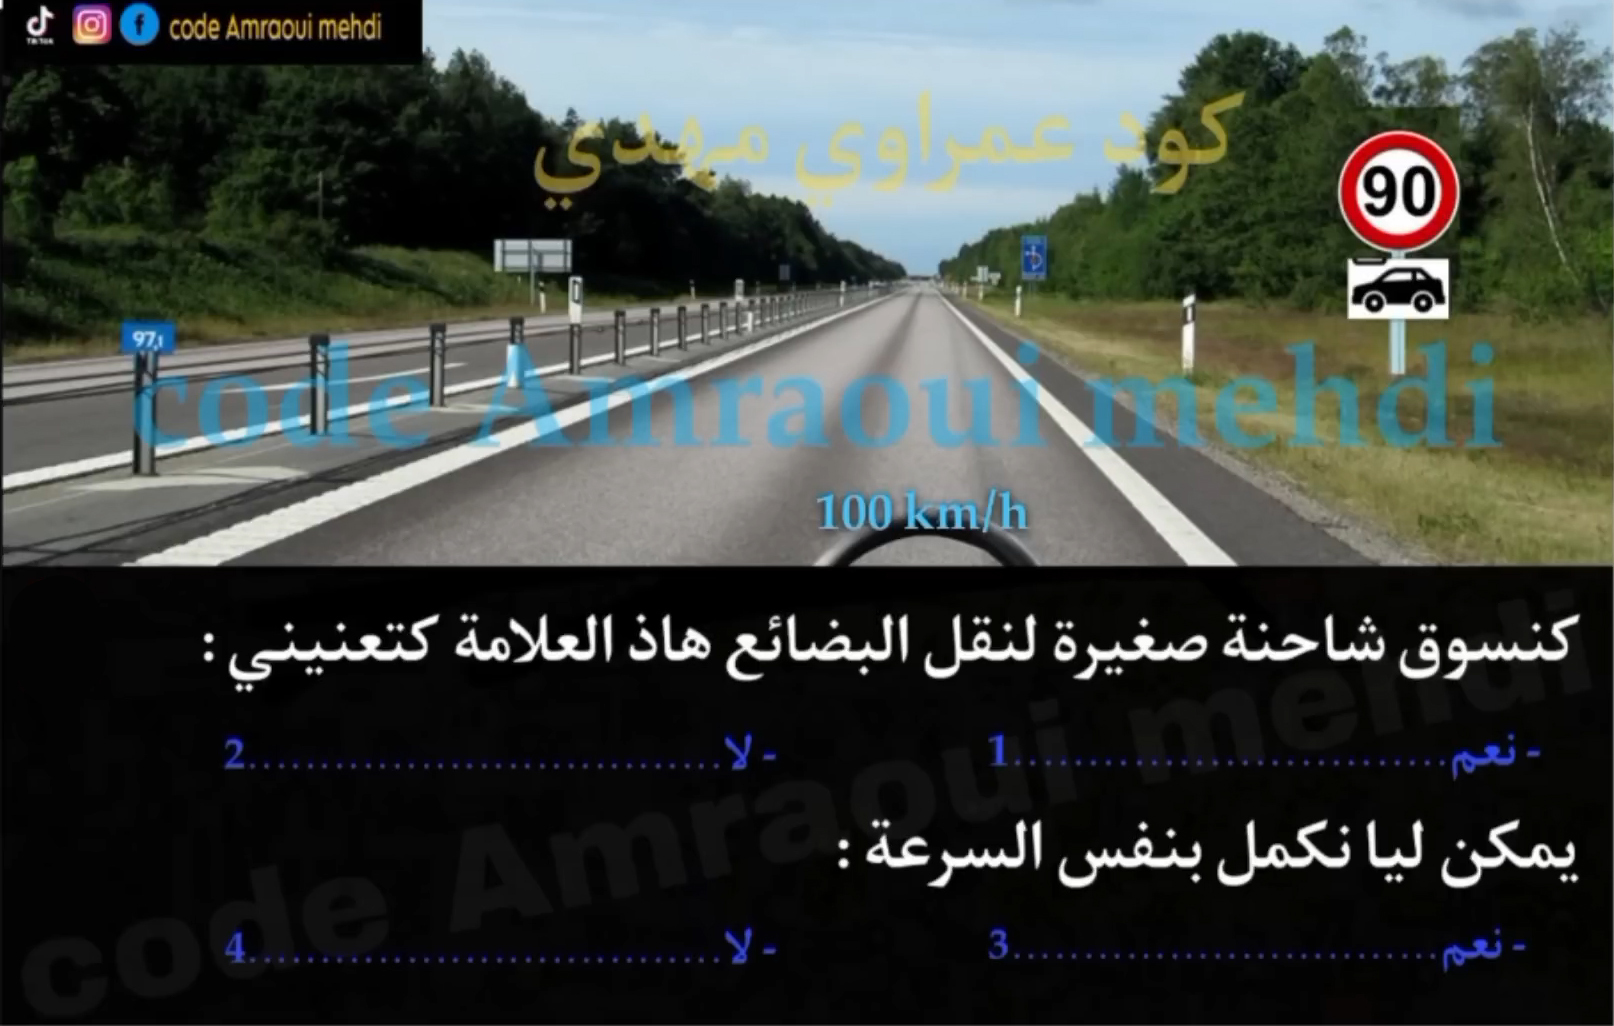 code Amraoui mehdi
كود عمراوي مهدي
90
97,1
code Amraoui mehdi
100 km/h
كنسوق شاحنة صغيرة لنقل البضائع هاذ العلامة كتعنيني :
- نعم..............................1 - لا..............................2
يمكن ليا نكمل بنفس السرعة :
- نعم..............................3 - لا..............................4
code Amraoui mehdi